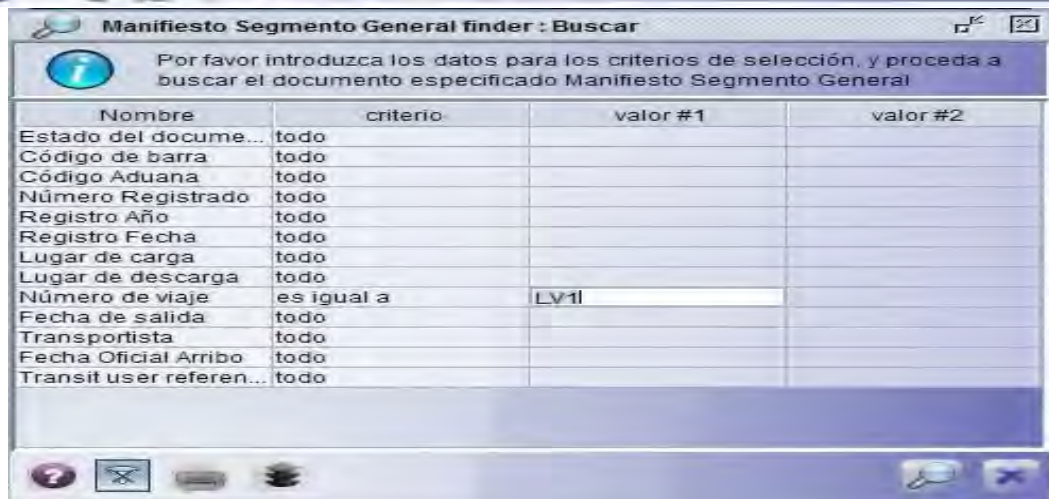 Manifiesto Segmento General finder : Buscar
Por favor introduzca los datos para los criterios de selección, y proceda a
buscar el documento especificado Manifiesto Segmento General
Nombre criterio valor #1 valor #2
Estado del docume... todo
Código de barra todo
Código Aduana todo
Número Registrado todo
Registro Año todo
Registro Fecha todo
Lugar de carga todo
Lugar de descarga todo
Número de viaje es igual a LV1
Fecha de salida todo
Transportista todo
Fecha Oficial Arribo todo
Transit user referen... todo